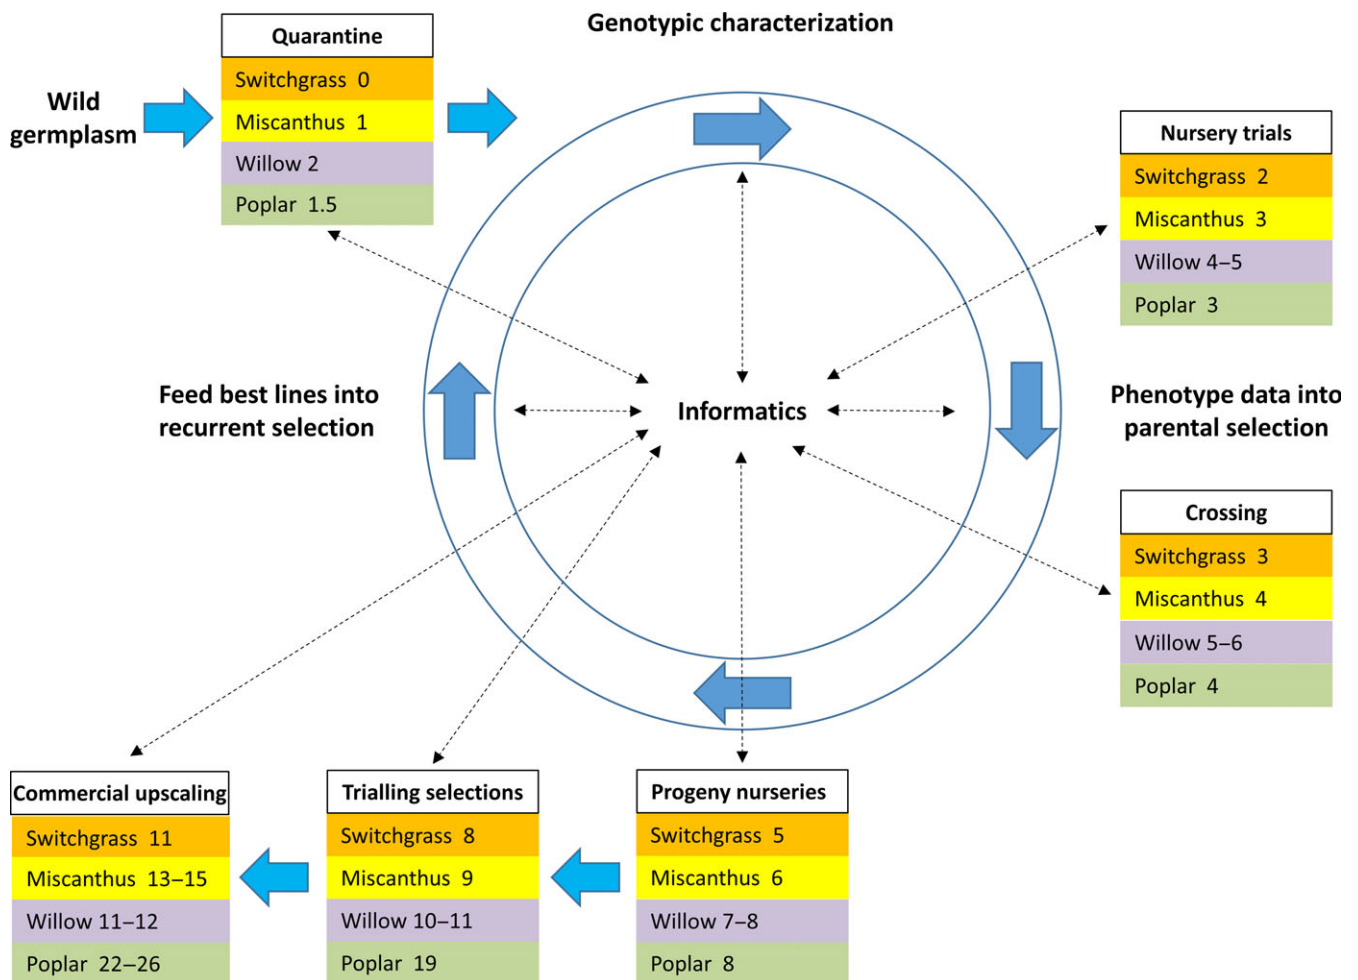 Genotypic characterization
Quarantine
Switchgrass 0
Miscanthus 1
Willow 2
Poplar 1.5
Wild
germplasm
Nursery trials
Switchgrass 2
Miscanthus 3
Willow 4–5
Poplar 3
Feed best lines into
recurrent selection
Informatics
Phenotype data into
parental selection
Crossing
Switchgrass 3
Miscanthus 4
Willow 5–6
Poplar 4
Commercial upscaling
Switchgrass 11
Miscanthus 13–15
Willow 11–12
Poplar 22–26
Trialling selections
Switchgrass 8
Miscanthus 9
Willow 10–11
Poplar 19
Progeny nurseries
Switchgrass 5
Miscanthus 6
Willow 7–8
Poplar 8